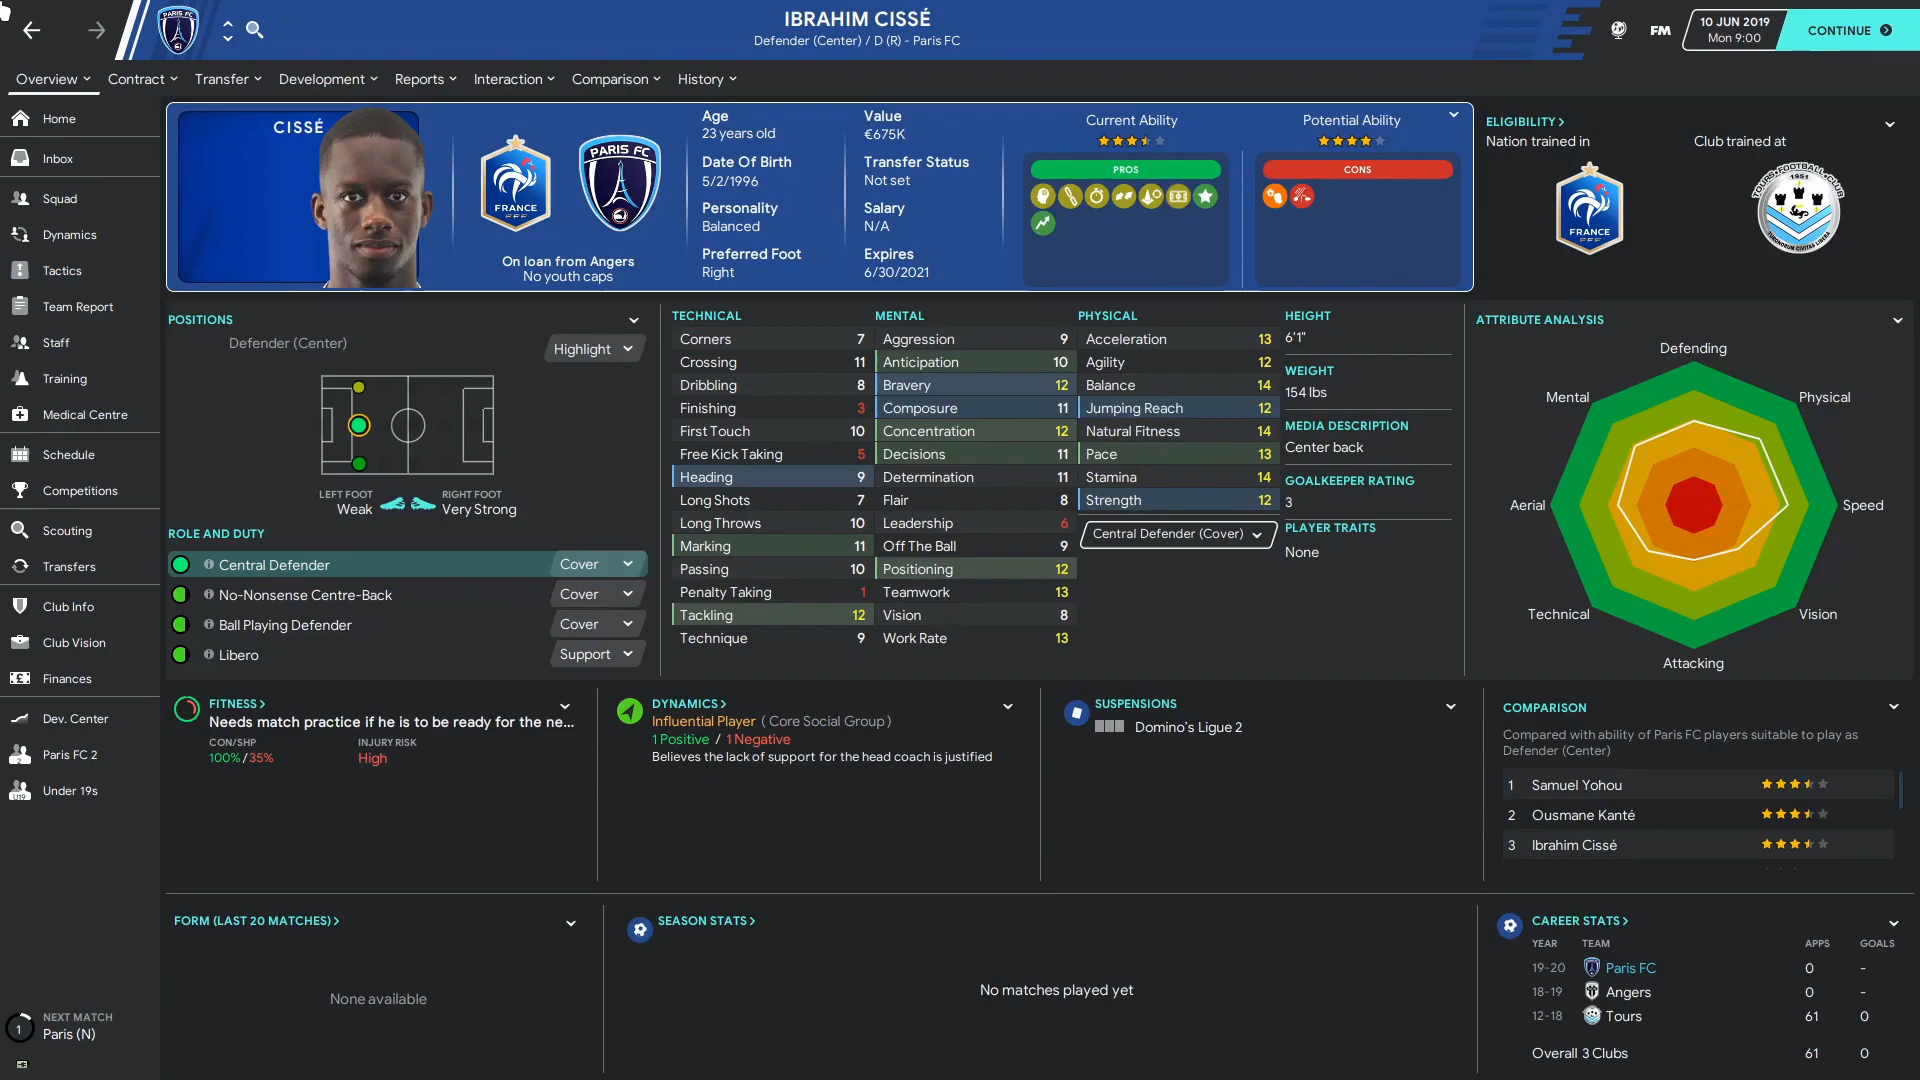 IBRAHIM CISSÉ
Defender (Center) / D (R) - Paris FC
FM
10 JUN 2019
Mon 9:00
CONTINUE
Overview
Contract
Transfer
Development
Reports
Interaction
Comparison
History
Home
Inbox
Squad
Dynamics
Tactics
Team Report
Staff
Training
Medical Centre
Schedule
Competitions
Scouting
Transfers
Club Info
Club Vision
Finances
Dev. Center
Paris FC 2
Under 19s
NEXT MATCH
1
Paris (N)
CISSÉ
FRANCE
FFF
PARIS FC
On loan from Angers
No youth caps
Age
23 years old
Date Of Birth
5/2/1996
Personality
Balanced
Preferred Foot
Right
Value
€675K
Transfer Status
Not set
Salary
N/A
Expires
6/30/2021
Current Ability
PROS
Potential Ability
CONS
ELIGIBILITY
Nation trained in
Club trained at
FRANCE
FFF
TOURS FOOTBALL CLUB
1951
POSITIONS
Defender (Center)
Highlight
LEFT FOOT
Weak
RIGHT FOOT
Very Strong
ROLE AND DUTY
Central Defender Cover
No-Nonsense Centre-Back Cover
Ball Playing Defender Cover
Libero Support
TECHNICAL
Corners 7
Crossing 11
Dribbling 8
Finishing 3
First Touch 10
Free Kick Taking 5
Heading 9
Long Shots 7
Long Throws 10
Marking 11
Passing 10
Penalty Taking 1
Tackling 12
Technique 9
MENTAL
Aggression 9
Anticipation 10
Bravery 12
Composure 11
Concentration 12
Decisions 11
Determination 11
Flair 8
Leadership 6
Off The Ball 9
Positioning 12
Teamwork 13
Vision 8
Work Rate 13
PHYSICAL
Acceleration 13
Agility 12
Balance 14
Jumping Reach 12
Natural Fitness 14
Pace 13
Stamina 14
Strength 12
Central Defender (Cover)
HEIGHT
6'1"
WEIGHT
154 lbs
MEDIA DESCRIPTION
Center back
GOALKEEPER RATING
3
PLAYER TRAITS
None
ATTRIBUTE ANALYSIS
Defending
Mental
Physical
Aerial
Speed
Technical
Vision
Attacking
FITNESS
Needs match practice if he is to be ready for the ne...
CON/SHP
100%/35%
INJURY RISK
High
DYNAMICS
Influential Player (Core Social Group)
1 Positive / 1 Negative
Believes the lack of support for the head coach is justified
SUSPENSIONS
Domino's Ligue 2
COMPARISON
Compared with ability of Paris FC players suitable to play as
Defender (Center)
1 Samuel Yohou
2 Ousmane Kanté
3 Ibrahim Cissé
FORM (LAST 20 MATCHES)
None available
SEASON STATS
No matches played yet
CAREER STATS
YEAR TEAM APPS GOALS
19-20 Paris FC 0 -
18-19 Angers 0 -
12-18 Tours 61 0
Overall 3 Clubs 61 0